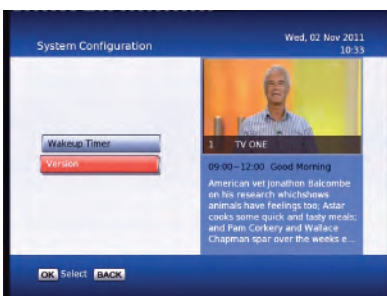 System Configuration
Wed, 02 Nov 2011
10:33
Wakeup Timer
Version
1 TV ONE
09:00~12:00 Good Morning
American vet Jonathon Balcombe
on his research whichshows
animals have feelings too; Astar
cooks some quick and tasty meals;
and Pam Corkery and Wallace
Chapman spar over the weeks e...
OK Select BACK